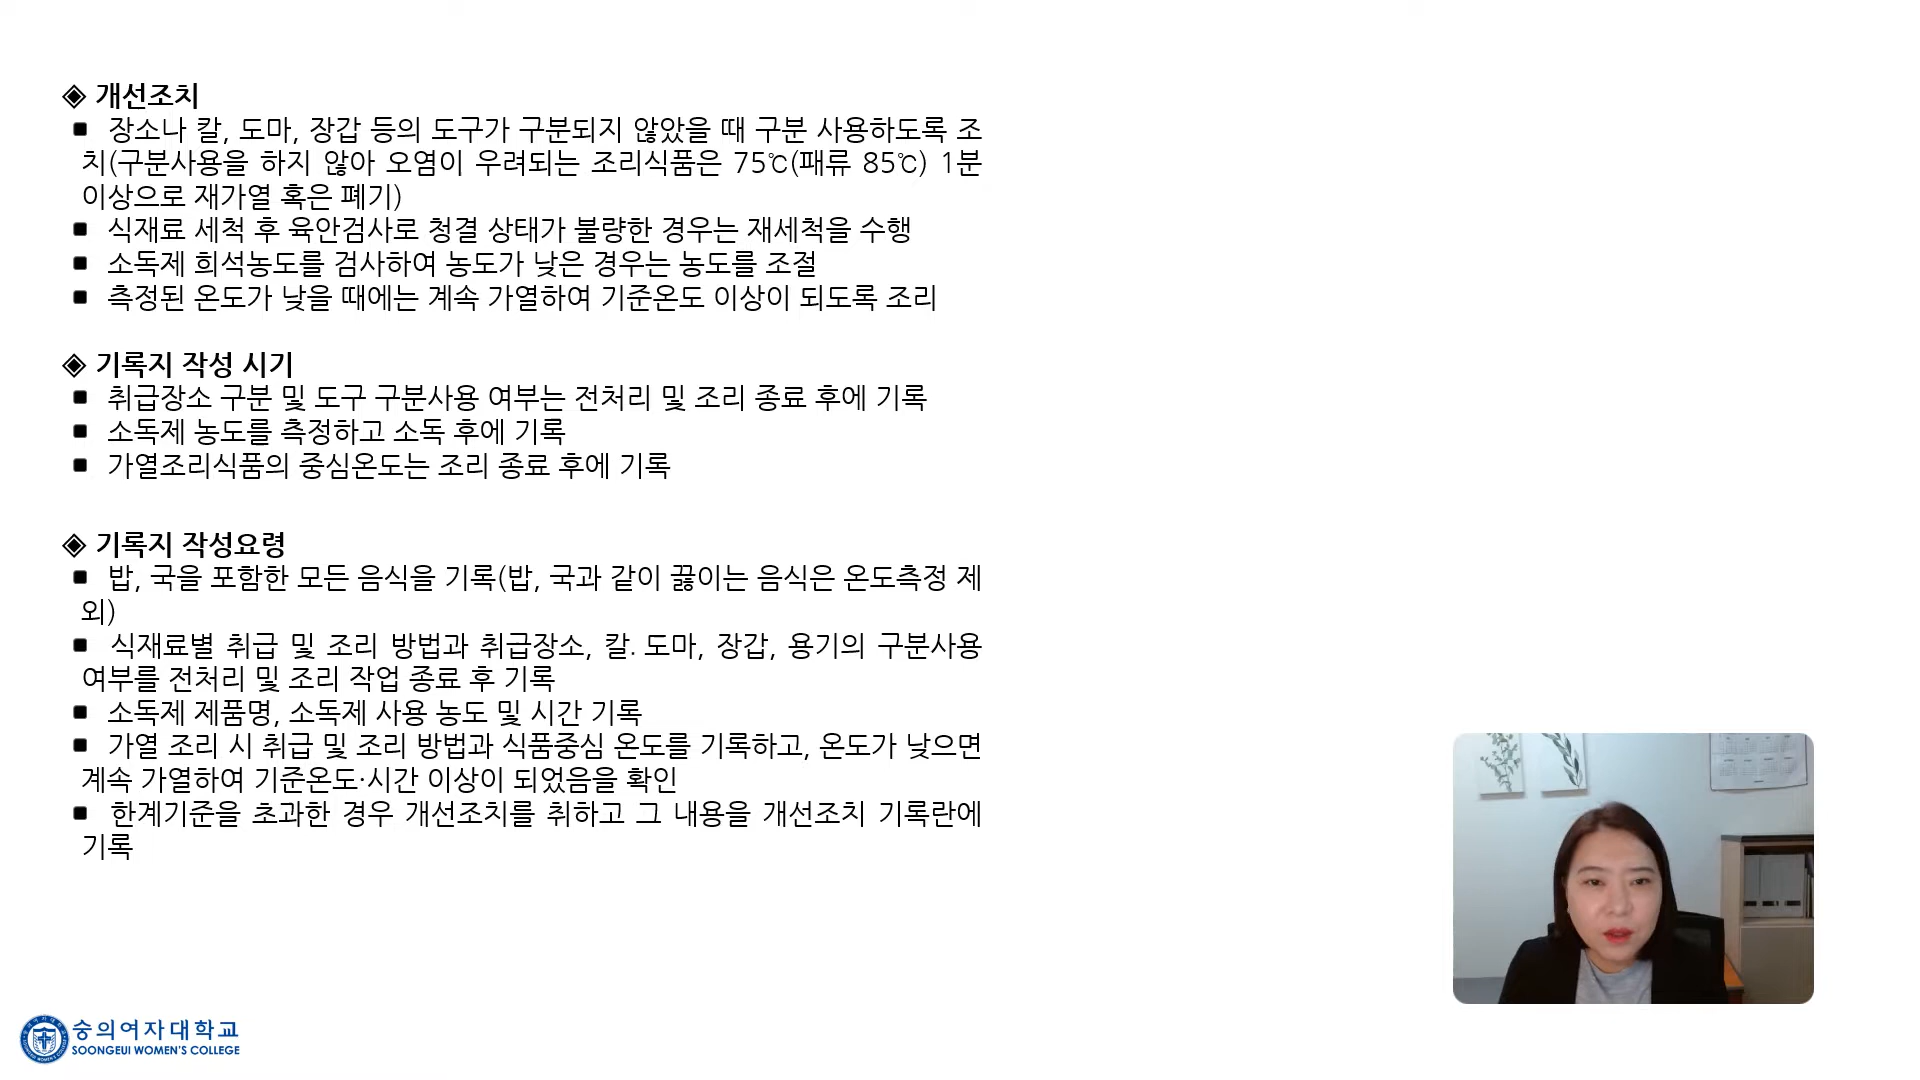 ◈ 개선조치
■ 장소나 칼, 도마, 장갑 등의 도구가 구분되지 않았을 때 구분 사용하도록 조
치(구분사용을 하지 않아 오염이 우려되는 조리식품은 75℃(패류 85℃) 1분
이상으로 재가열 혹은 폐기)
■ 식재료 세척 후 육안검사로 청결 상태가 불량한 경우는 재세척을 수행
■ 소독제 희석농도를 검사하여 농도가 낮은 경우는 농도를 조절
■ 측정된 온도가 낮을 때에는 계속 가열하여 기준온도 이상이 되도록 조리
◈ 기록지 작성 시기
■ 취급장소 구분 및 도구 구분사용 여부는 전처리 및 조리 종료 후에 기록
■ 소독제 농도를 측정하고 소독 후에 기록
■ 가열조리식품의 중심온도는 조리 종료 후에 기록
◈ 기록지 작성요령
■ 밥, 국을 포함한 모든 음식을 기록(밥, 국과 같이 끓이는 음식은 온도측정 제
외)
■ 식재료별 취급 및 조리 방법과 취급장소, 칼. 도마, 장갑, 용기의 구분사용
여부를 전처리 및 조리 작업 종료 후 기록
■ 소독제 제품명, 소독제 사용 농도 및 시간 기록
■ 가열 조리 시 취급 및 조리 방법과 식품중심 온도를 기록하고, 온도가 낮으면
계속 가열하여 기준온도·시간 이상이 되었음을 확인
■ 한계기준을 초과한 경우 개선조치를 취하고 그 내용을 개선조치 기록란에
기록
숭의여자대학교
SOONGEUI WOMEN'S COLLEGE